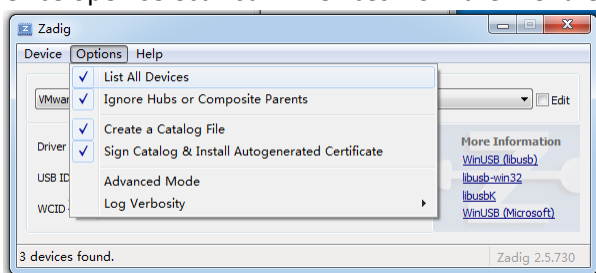 Zadig
Device Options Help
List All Devices
Ignore Hubs or Composite Parents
Create a Catalog File
Sign Catalog & Install Autogenerated Certificate
Advanced Mode
Log Verbosity
Edit
Driver
USB ID
WCID
More Information
WinUSB (libusb)
libusb-win32
libusbK
WinUSB (Microsoft)
3 devices found.
Zadig 2.5.730